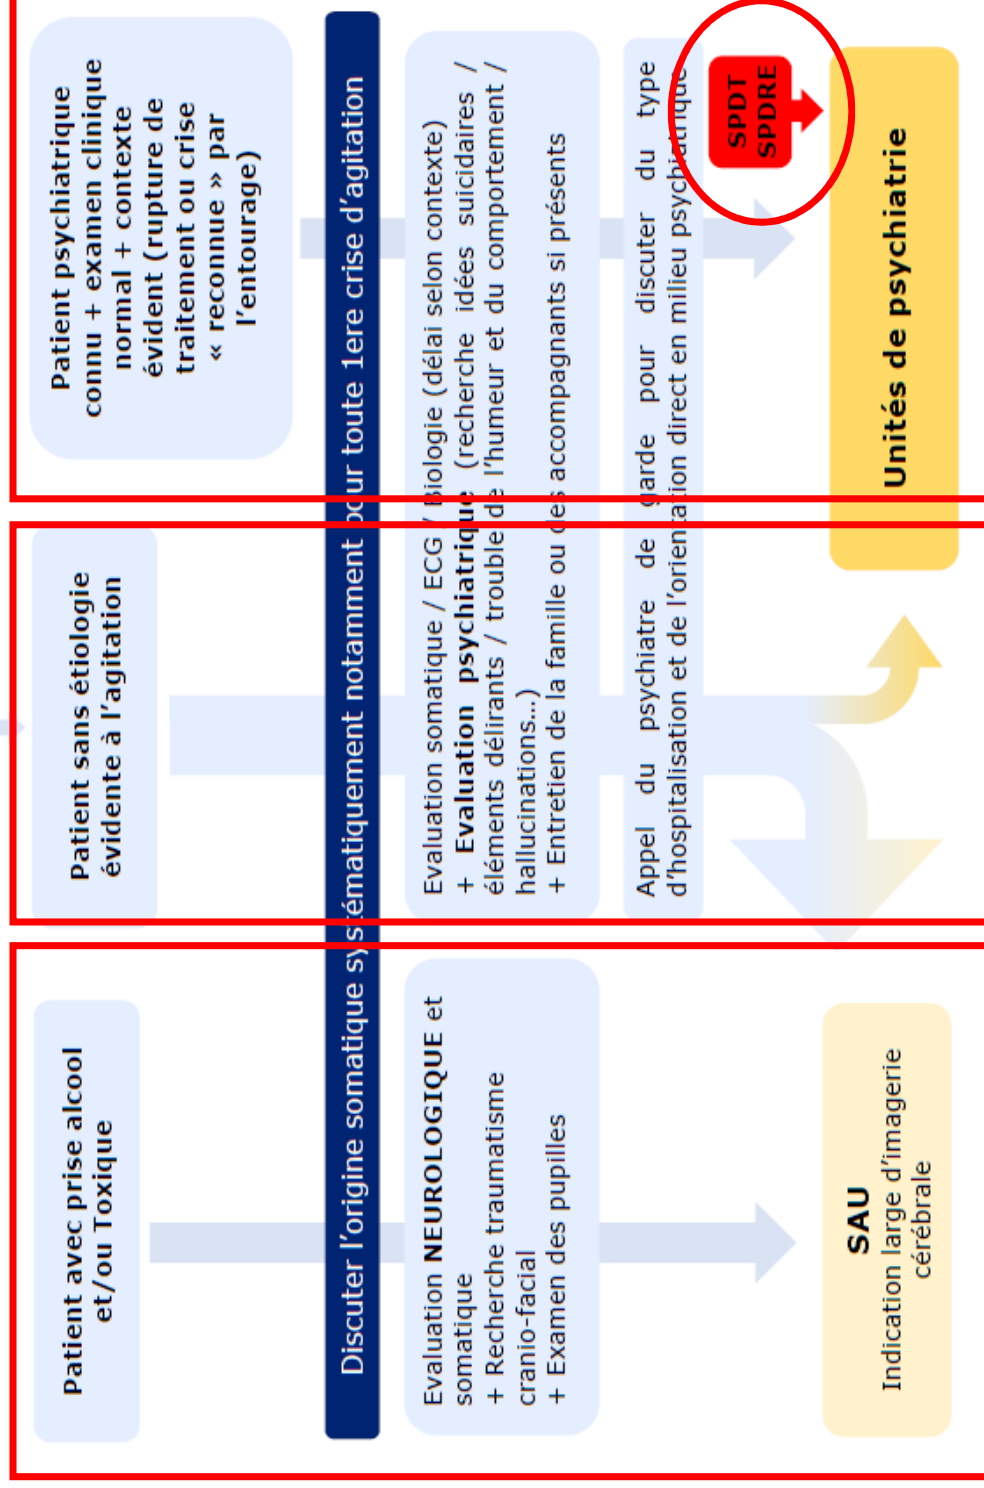 Patient avec prise alcool
et/ou Toxique
Patient sans étiologie
évidente à l’agitation
Patient psychiatrique
connu + examen clinique
normal + contexte
évident (rupture de
traitement ou crise
« reconnue » par
l’entourage)
Discuter l’origine somatique systématiquement notamment pour toute 1ere crise d’agitation
Evaluation NEUROLOGIQUE et
somatique
+ Recherche traumatisme
cranio-facial
+ Examen des pupilles
Evaluation somatique / ECG / Biologie (délai selon contexte)
+ Evaluation psychiatrique (recherche idées suicidaires /
éléments délirants / trouble de l’humeur et du comportement /
hallucinations…)
+ Entretien de la famille ou des accompagnants si présents
Appel du psychiatre de garde pour discuter du type
d’hospitalisation et de l’orientation direct en milieu psychiatrique
SPDT
SPDRE
SAU
Indication large d’imagerie
cérébrale
Unités de psychiatrie